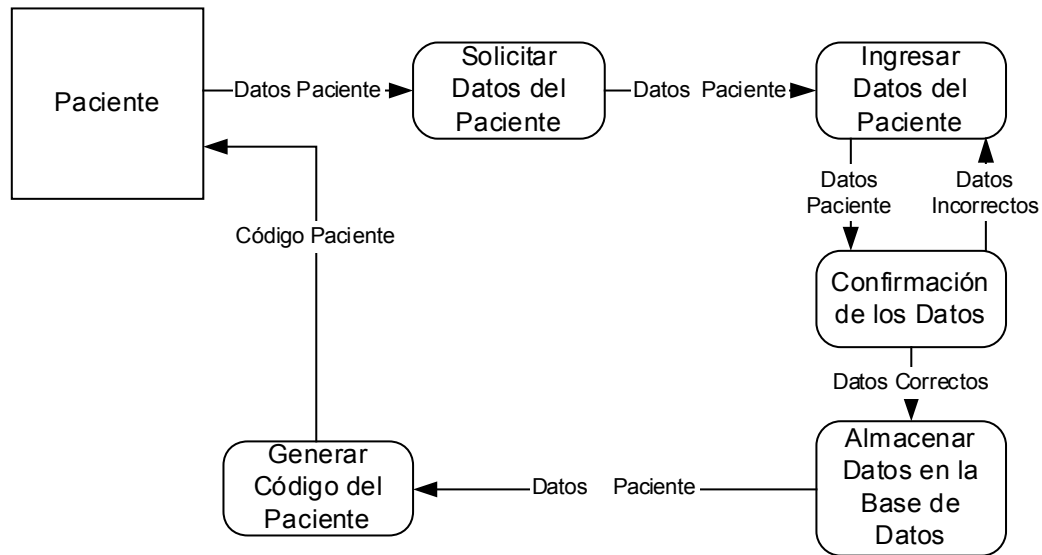 Paciente
Datos Paciente
Solicitar
Datos del
Paciente
Datos Paciente
Ingresar
Datos del
Paciente
Datos
Paciente
Datos
Incorrectos
Código Paciente
Confirmación
de los Datos
Datos Correctos
Almacenar
Datos en la
Base de
Datos
Datos Paciente
Generar
Código del
Paciente